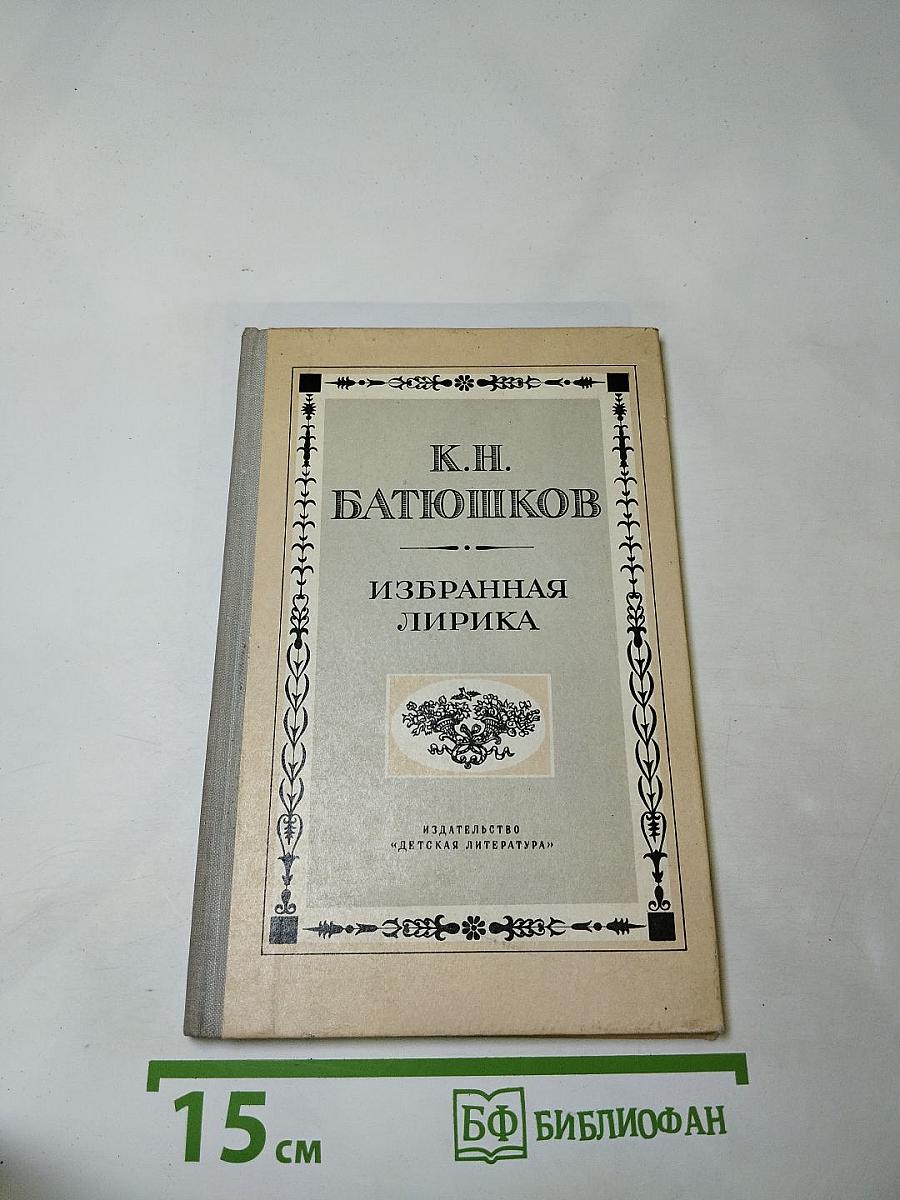 К.Н.
БАТЮШКОВ
ИЗБРАННАЯ
ЛИРИКА
ИЗДАТЕЛЬСТВО
«ДЕТСКАЯ ЛИТЕРАТУРА»
15 см
БФ БИБЛИОФАН